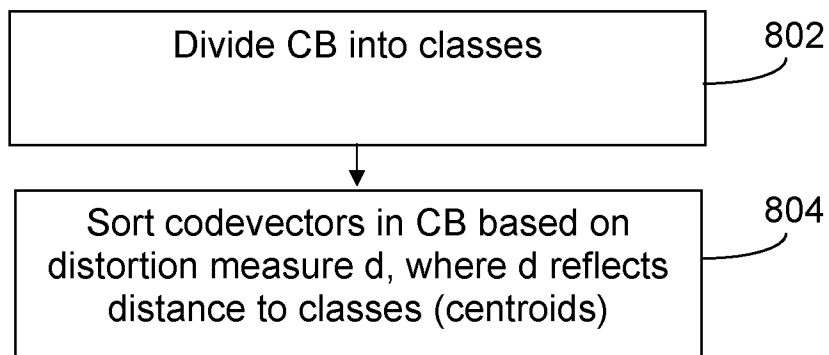 Divide CB into classes
802
Sort codevectors in CB based on
distortion measure d, where d reflects
distance to classes (centroids)
804